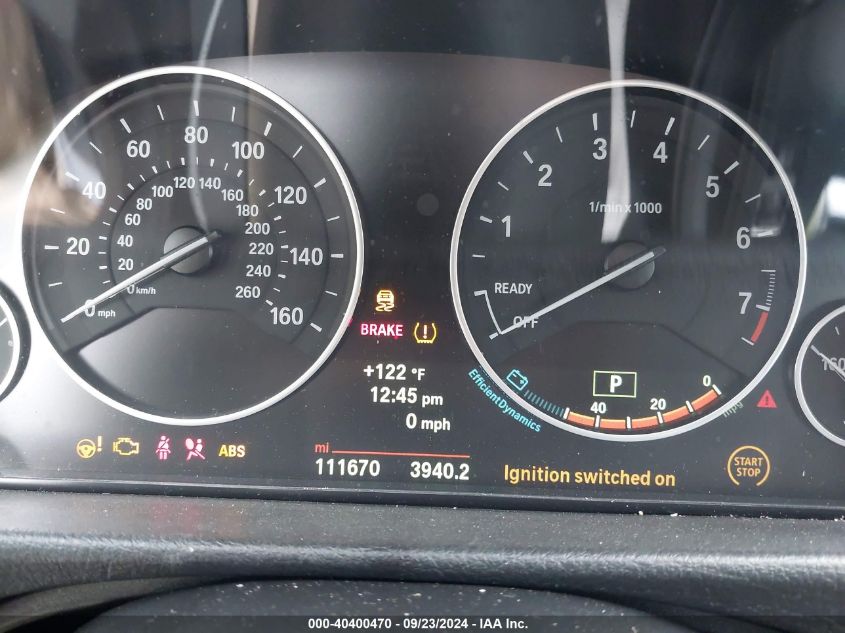 20 40 60 80 100 120 140 160
0 mph
20 40 60 80 100 120 140 160 180 200 220 240 260
0 km/h
1 2 3 4 5 6 7
1/min x 1000
READY
OFF
BRAKE
+122 °F
12:45 pm
0 mph
EfficientDynamics
P
40 20 0
mpg
160
ABS
mi
111670 3940.2
Ignition switched on
START
STOP
000-40400470 - 09/23/2024 - IAA Inc.